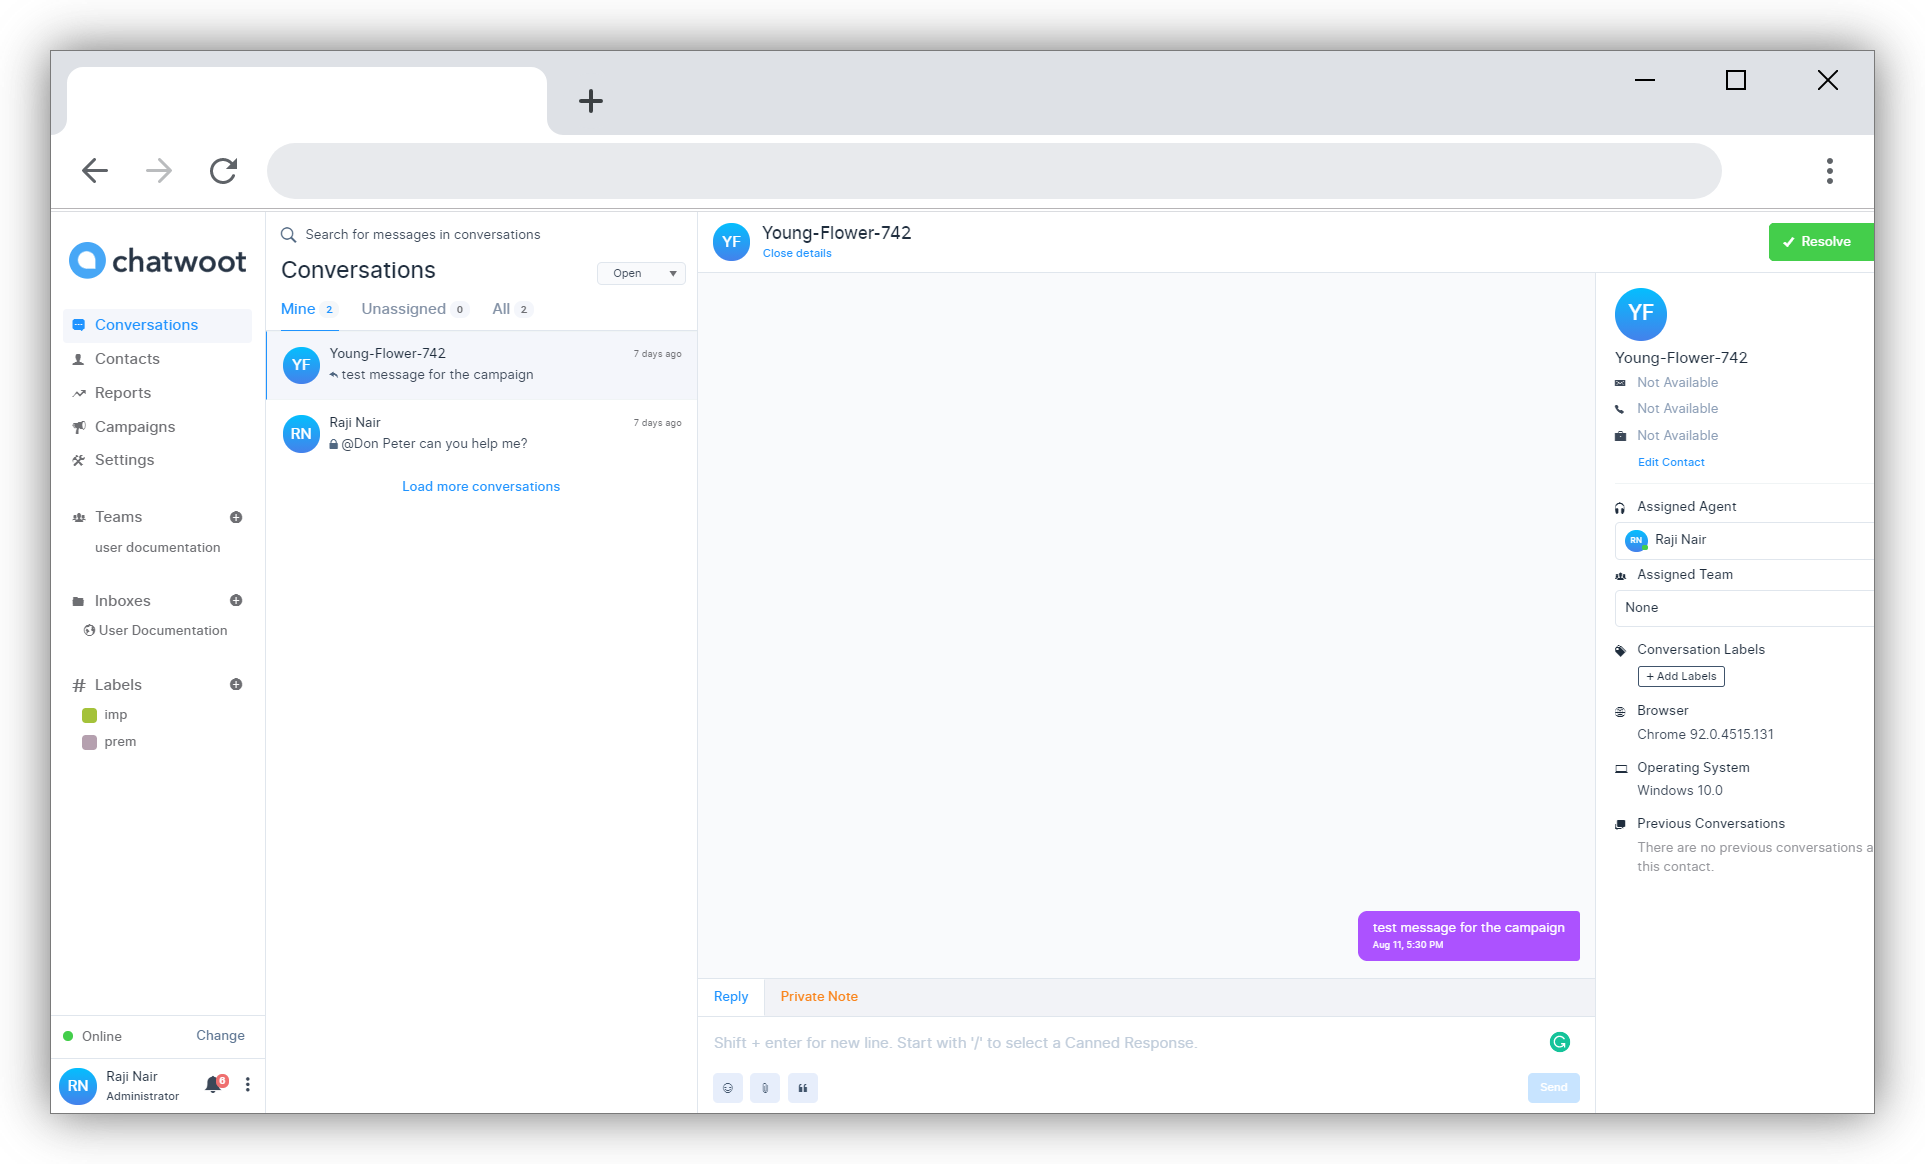 chatwoot
Conversations
Contacts
Reports
Campaigns
Settings
Teams
user documentation
Inboxes
User Documentation
Labels
imp
prem
Online Change
RN Raji Nair
Administrator
6
Search for messages in conversations
Conversations
Open
Mine 2 Unassigned 0 All 2
YF Young-Flower-742 7 days ago
test message for the campaign
RN Raji Nair 7 days ago
@Don Peter can you help me?
Load more conversations
YF Young-Flower-742
Close details
Resolve
test message for the campaign
Aug 11, 5:30 PM
Reply Private Note
Shift + enter for new line. Start with '/' to select a Canned Response.
Send
YF
Young-Flower-742
Not Available
Not Available
Not Available
Edit Contact
Assigned Agent
RN Raji Nair
Assigned Team
None
Conversation Labels
+ Add Labels
Browser
Chrome 92.0.4515.131
Operating System
Windows 10.0
Previous Conversations
There are no previous conversations a
this contact.